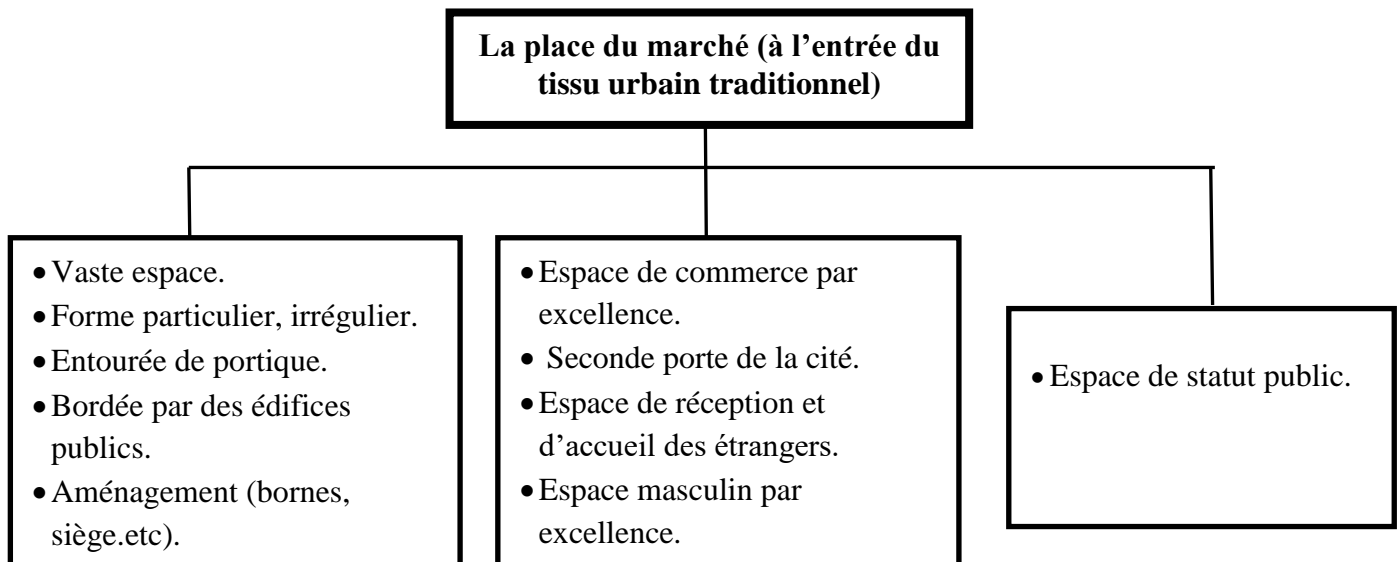 La place du marché (à l’entrée du
tissu urbain traditionnel)
• Vaste espace.
• Forme particulier, irrégulier.
• Entourée de portique.
• Bordée par des édifices
publics.
• Aménagement (bornes,
siège.etc).
• Espace de commerce par
excellence.
• Seconde porte de la cité.
• Espace de réception et
d’accueil des étrangers.
• Espace masculin par
excellence.
• Espace de statut public.